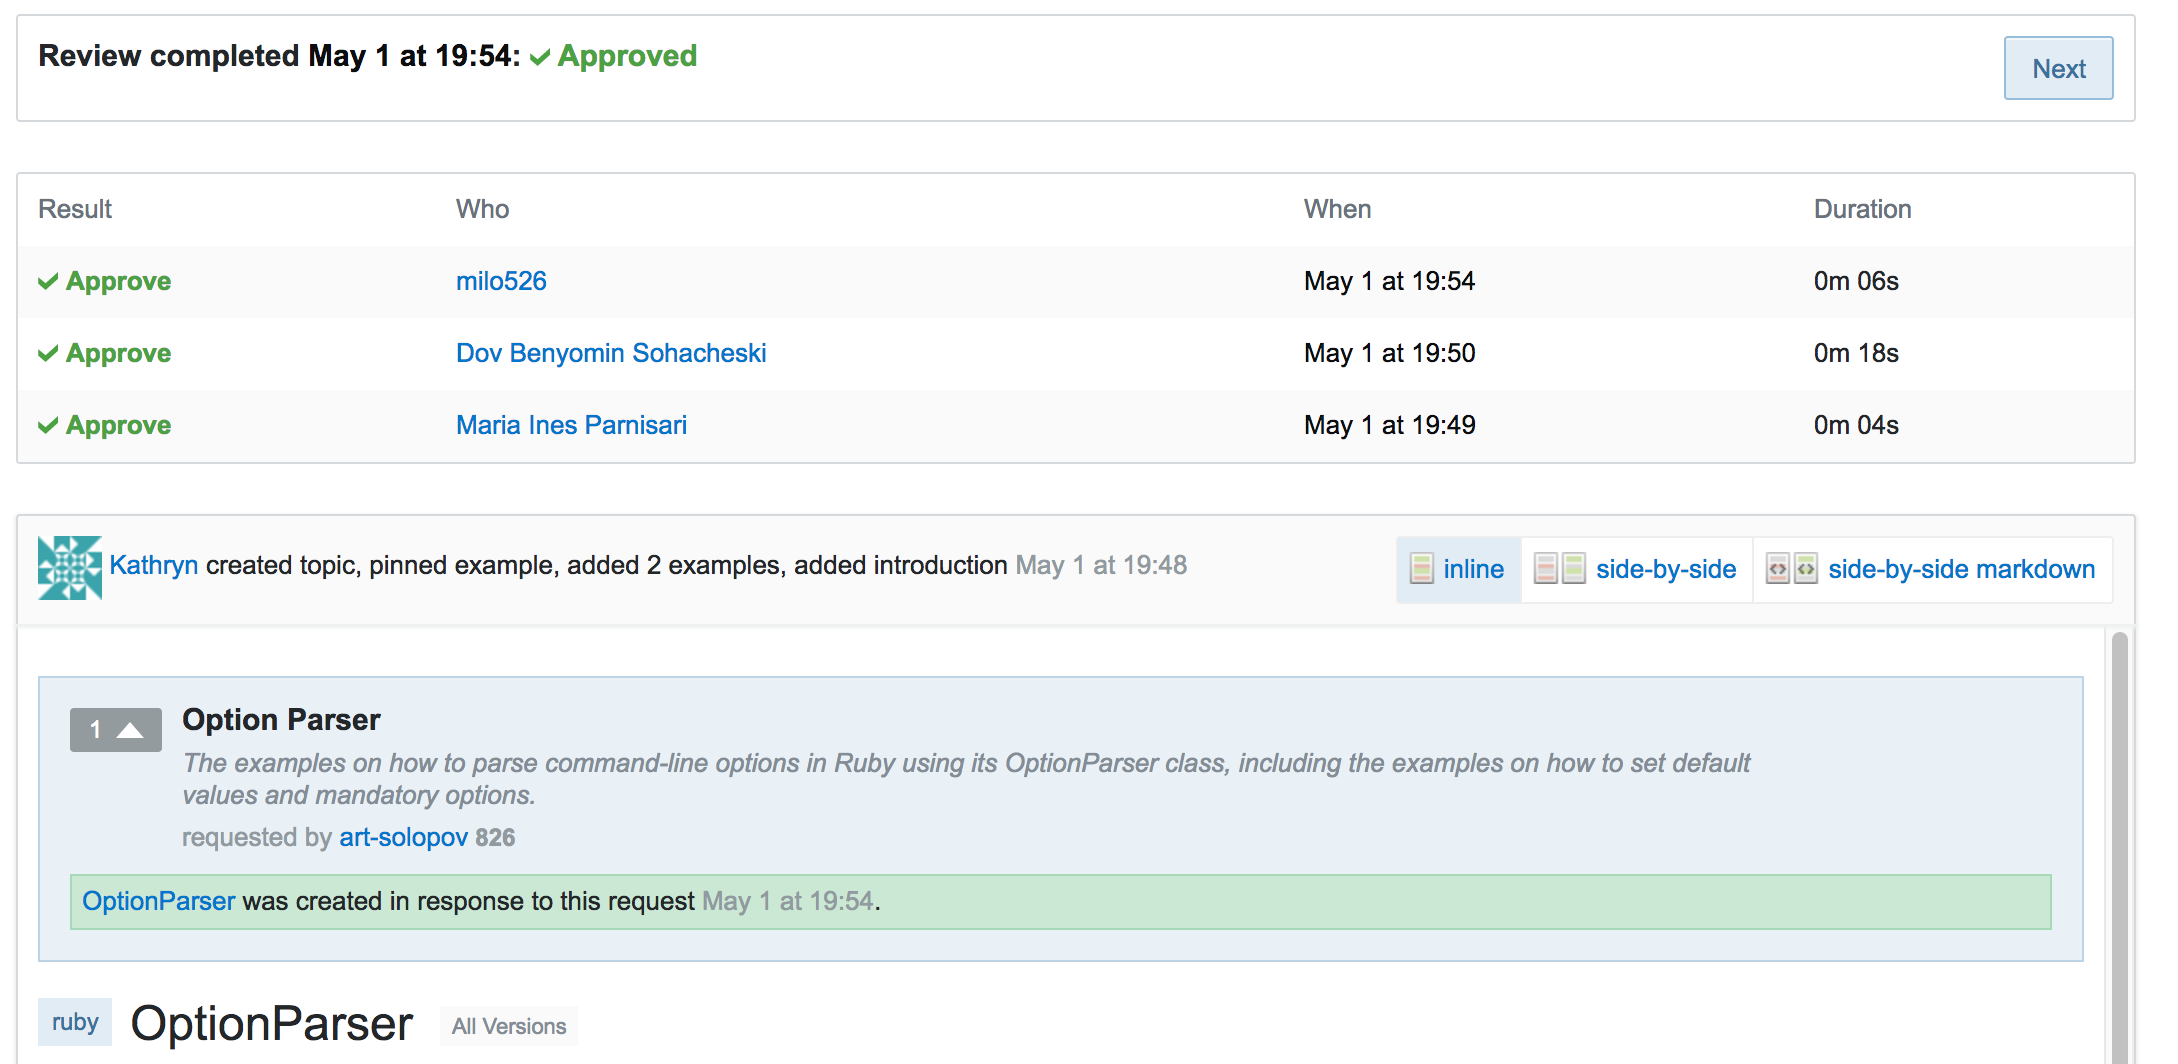 Review completed May 1 at 19:54: Approved
Next
Result Who When Duration
Approve milo526 May 1 at 19:54 0m 06s
Approve Dov Benyomin Sohacheski May 1 at 19:50 0m 18s
Approve Maria Ines Parnisari May 1 at 19:49 0m 04s
Kathryn created topic, pinned example, added 2 examples, added introduction May 1 at 19:48
inline side-by-side side-by-side markdown
1 Option Parser
The examples on how to parse command-line options in Ruby using its OptionParser class, including the examples on how to set default
values and mandatory options.
requested by art-solopov 826
OptionParser was created in response to this request May 1 at 19:54.
ruby OptionParser All Versions